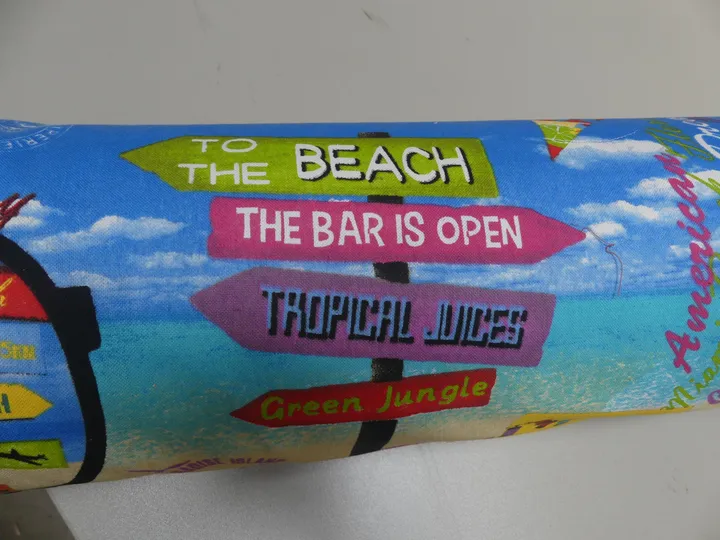 TO
THE BEACH
THE BAR IS OPEN
TROPICAL JUICES
Green Jungle
American